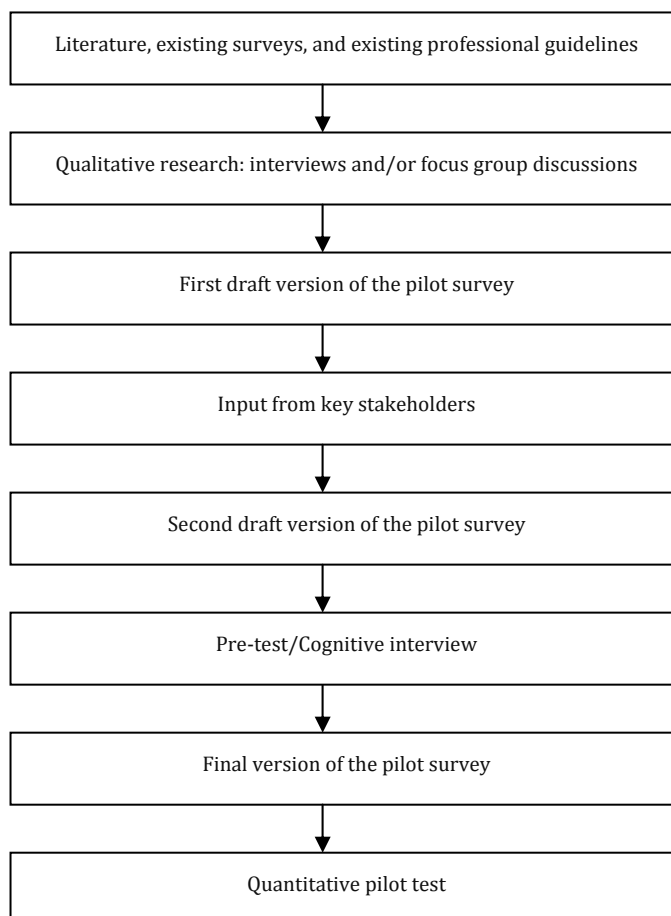 Literature, existing surveys, and existing professional guidelines
Qualitative research: interviews and/or focus group discussions
First draft version of the pilot survey
Input from key stakeholders
Second draft version of the pilot survey
Pre-test/Cognitive interview
Final version of the pilot survey
Quantitative pilot test